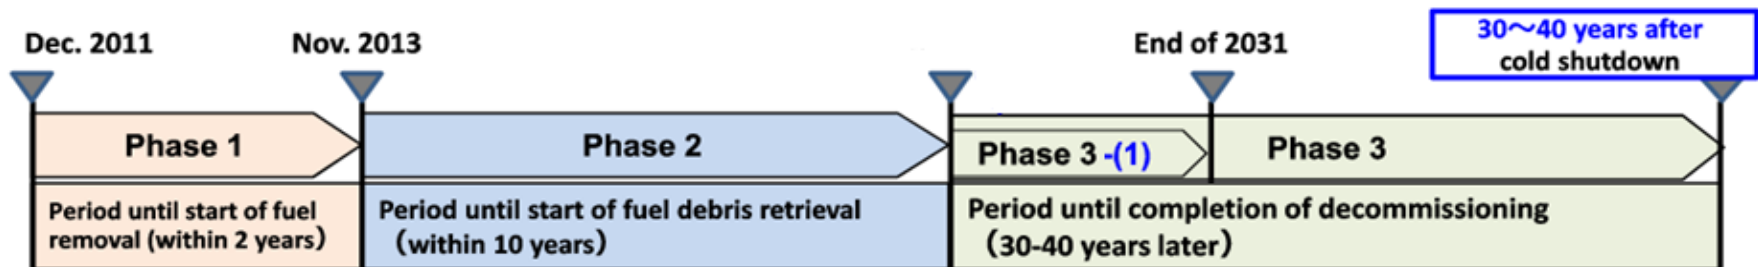 Dec. 2011
Nov. 2013
End of 2031
30～40 years after
cold shutdown
Phase 1
Phase 2
Phase 3 -(1)
Phase 3
Period until start of fuel
removal (within 2 years)
Period until start of fuel debris retrieval
(within 10 years)
Period until completion of decommissioning
(30-40 years later)